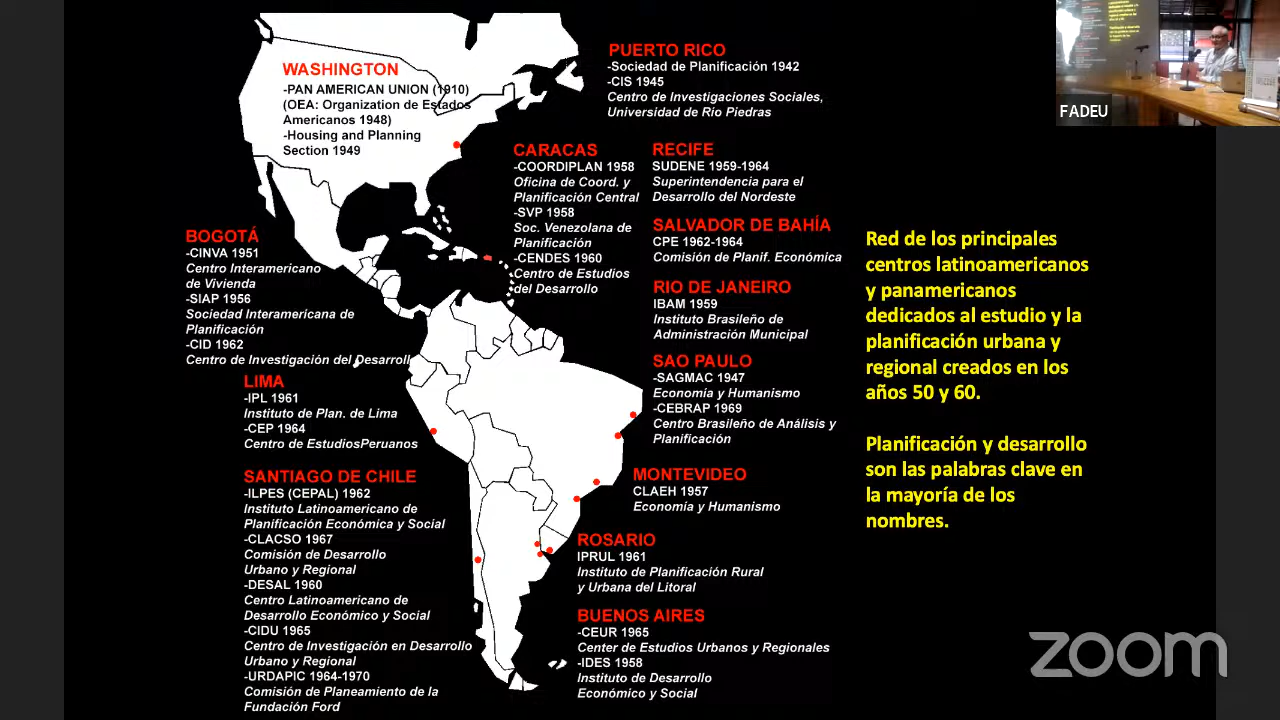 WASHINGTON
-PAN AMERICAN UNION (1910)
(OEA: Organization de Estados
Americanos 1948)
-Housing and Planning
Section 1949
PUERTO RICO
-Sociedad de Planificación 1942
-CIS 1945
Centro de Investigaciones Sociales,
Universidad de Río Piedras
CARACAS
-COORDIPLAN 1958
Oficina de Coord. y
Planificación Central
-SVP 1958
Soc. Venezolana de
Planificación
-CENDES 1960
Centro de Estudios
del Desarrollo
RECIFE
SUDENE 1959-1964
Superintendencia para el
Desarrollo del Nordeste
SALVADOR DE BAHÍA
CPE 1962-1964
Comisión de Planif. Económica
RIO DE JANEIRO
IBAM 1959
Instituto Brasileño de
Administración Municipal
SAO PAULO
-SAGMAC 1947
Economía y Humanismo
-CEBRAP 1969
Centro Brasileño de Análisis y
Planificación
MONTEVIDEO
CLAEH 1957
Economía y Humanismo
ROSARIO
IPRUL 1961
Instituto de Planificación Rural
y Urbana del Litoral
BUENOS AIRES
-CEUR 1965
Center de Estudios Urbanos y Regionales
-IDES 1958
Instituto de Desarrollo
Económico y Social
BOGOTÁ
-CINVA 1951
Centro Interamericano
de Vivienda
-SIAP 1956
Sociedad Interamericana de
Planificación
-CID 1962
Centro de Investigación del Desarroll
LIMA
-IPL 1961
Instituto de Plan. de Lima
-CEP 1964
Centro de EstudiosPeruanos
SANTIAGO DE CHILE
-ILPES (CEPAL) 1962
Instituto Latinoamericano de
Planificación Económica y Social
-CLACSO 1967
Comisión de Desarrollo
Urbano y Regional
-DESAL 1960
Centro Latinoamericano de
Desarrollo Económico y Social
-CIDU 1965
Centro de Investigación en Desarrollo
Urbano y Regional
-URDAPIC 1964-1970
Comisión de Planeamiento de la
Fundación Ford
Red de los principales
centros latinoamericanos
y panamericanos
dedicados al estudio y la
planificación urbana y
regional creados en los
años 50 y 60.
Planificación y desarrollo
son las palabras clave en
la mayoría de los
nombres.
FADEU
zoom